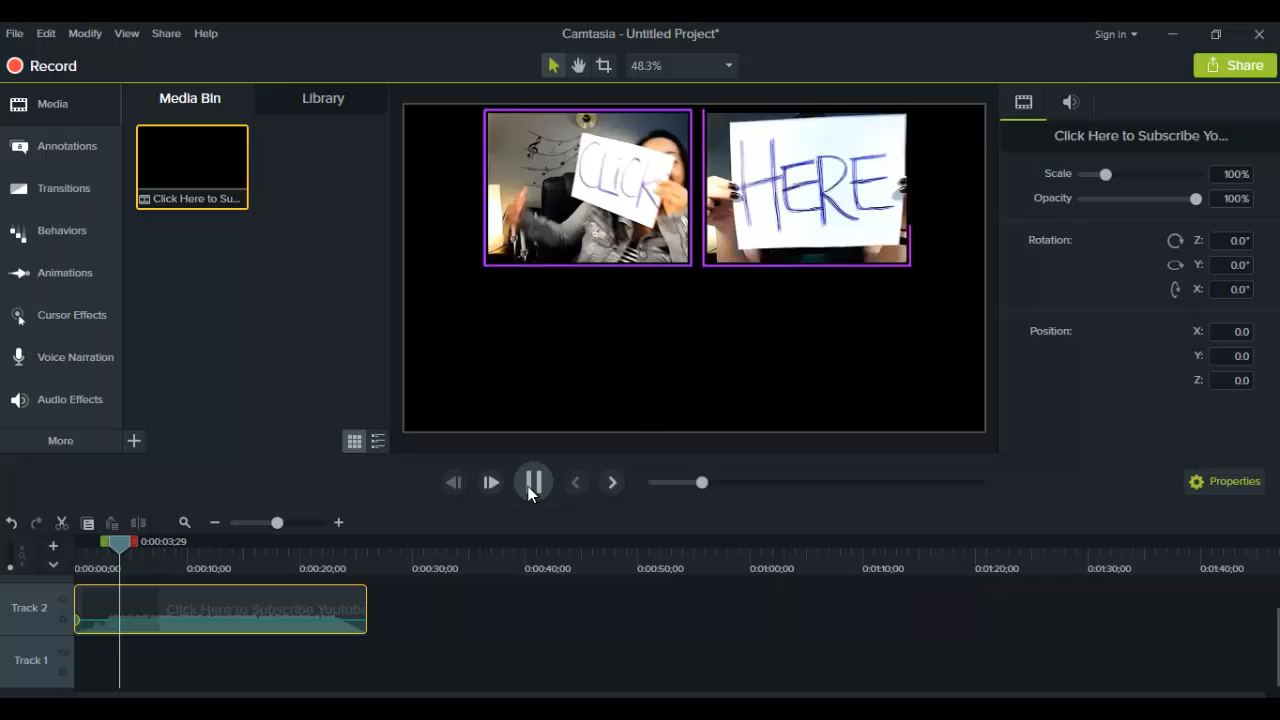 File Edit Modify View Share Help
Camtasia - Untitled Project*
Sign in
Record
48.3%
Share
Media
Annotations
Transitions
Behaviors
Animations
Cursor Effects
Voice Narration
Audio Effects
More
Media Bin
Library
Click Here to Su...
CLICK
HERE
Click Here to Subscribe Yo...
Scale 100%
Opacity 100%
Rotation: Z: 0.0°
Y: 0.0°
X: 0.0°
Position: X: 0.0
Y: 0.0
Z: 0.0
Properties
0:00:03;29
0:00:00;00 0:00:10;00 0:00:20;00 0:00:30;00 0:00:40;00 0:00:50;00 0:01:00;00 0:01:10;00 0:01:20;00 0:01:30;00 0:01:40;00
Track 2
Click Here to Subscribe Youtube
Track 1